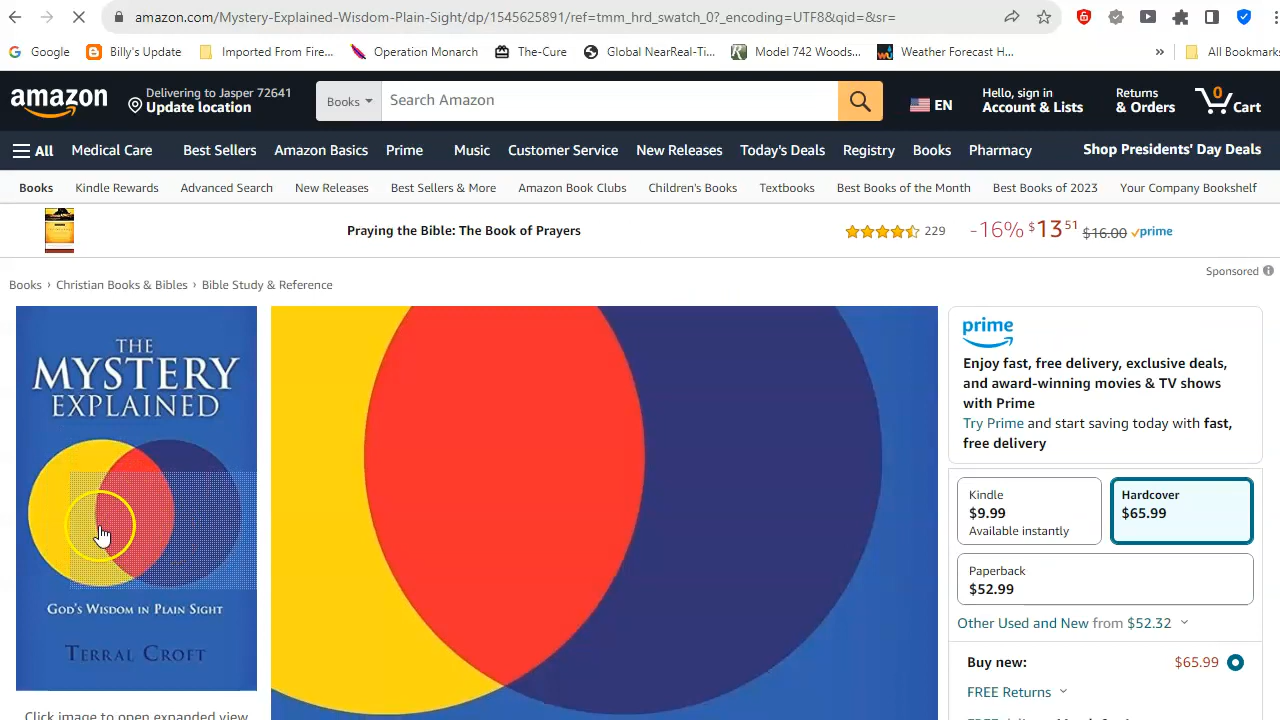 amazon.com/Mystery-Explained-Wisdom-Plain-Sight/dp/1545625891/ref=tmm_hrd_swatch_0?_encoding=UTF8&qid=&sr=
Google Billy's Update Imported From Fire... Operation Monarch The-Cure Global NearReal-Ti... Model 742 Woods... Weather Forecast H... » All Bookmarks
amazon
Delivering to Jasper 72641
Update location
Books
Search Amazon
EN
Hello, sign in
Account & Lists
Returns
& Orders
0
Cart
All Medical Care Best Sellers Amazon Basics Prime Music Customer Service New Releases Today's Deals Registry Books Pharmacy Shop Presidents' Day Deals
Books Kindle Rewards Advanced Search New Releases Best Sellers & More Amazon Book Clubs Children's Books Textbooks Best Books of the Month Best Books of 2023 Your Company Bookshelf
Praying the Bible: The Book of Prayers 229 -16% $13 51 $16.00 prime
Sponsored
Books › Christian Books & Bibles › Bible Study & Reference
THE
MYSTERY
EXPLAINED
GOD'S WISDOM IN PLAIN SIGHT
TERRAL CROFT
Click image to open expanded view
prime
Enjoy fast, free delivery, exclusive deals,
and award-winning movies & TV shows
with Prime
Try Prime and start saving today with fast,
free delivery
Kindle
$9.99
Available instantly
Hardcover
$65.99
Paperback
$52.99
Other Used and New from $52.32
Buy new: $65.99
FREE Returns